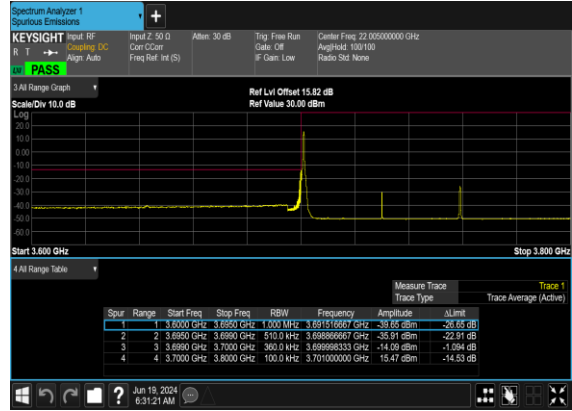 Spectrum Analyzer 1
Spurious Emissions
+
KEYSIGHT Input: RF Input Z: 50 Ω Atten: 30 dB Trig: Free Run Center Freq: 22.005000000 GHz
R T Coupling: DC Corr CCorr Gate: Off Avg|Hold: 100/100
Align: Auto Freq Ref: Int (S) IF Gain: Low Radio Std: None
PASS
3 All Range Graph
Ref Lvl Offset 15.82 dB
Scale/Div 10.0 dB Ref Value 30.00 dBm
Log
20.0
10.0
0.00
-10.0
-20.0
-30.0
-40.0
-50.0
-60.0
Start 3.600 GHz Stop 3.800 GHz
4 All Range Table
Measure Trace Trace 1
Trace Type Trace Average (Active)
Spur Range Start Freq Stop Freq RBW Frequency Amplitude ΔLimit
1 1 3.6000 GHz 3.6950 GHz 1.000 MHz 3.691516667 GHz -39.65 dBm -26.65 dB
2 2 3.6950 GHz 3.6990 GHz 510.0 kHz 3.698866667 GHz -35.91 dBm -22.91 dB
3 3 3.6990 GHz 3.7000 GHz 360.0 kHz 3.699998333 GHz -14.09 dBm -1.094 dB
4 4 3.7000 GHz 3.8000 GHz 100.0 kHz 3.701000000 GHz 15.47 dBm -14.53 dB
? Jun 19, 2024
6:31:21 AM